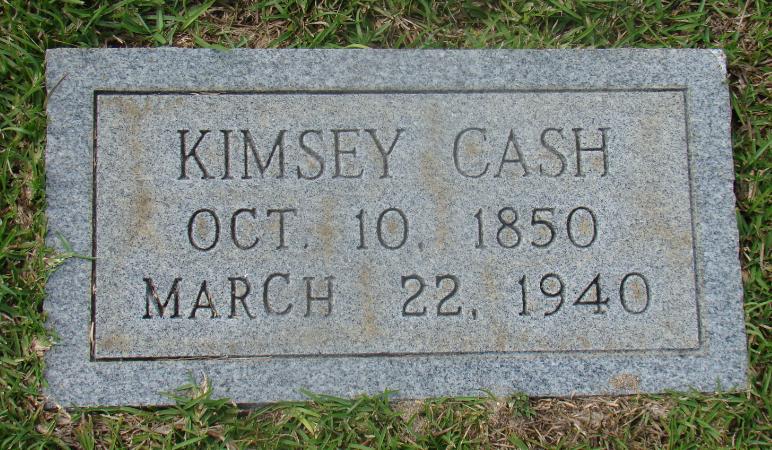 KIMSEY CASH
OCT. 10, 1850
MARCH 22, 1940